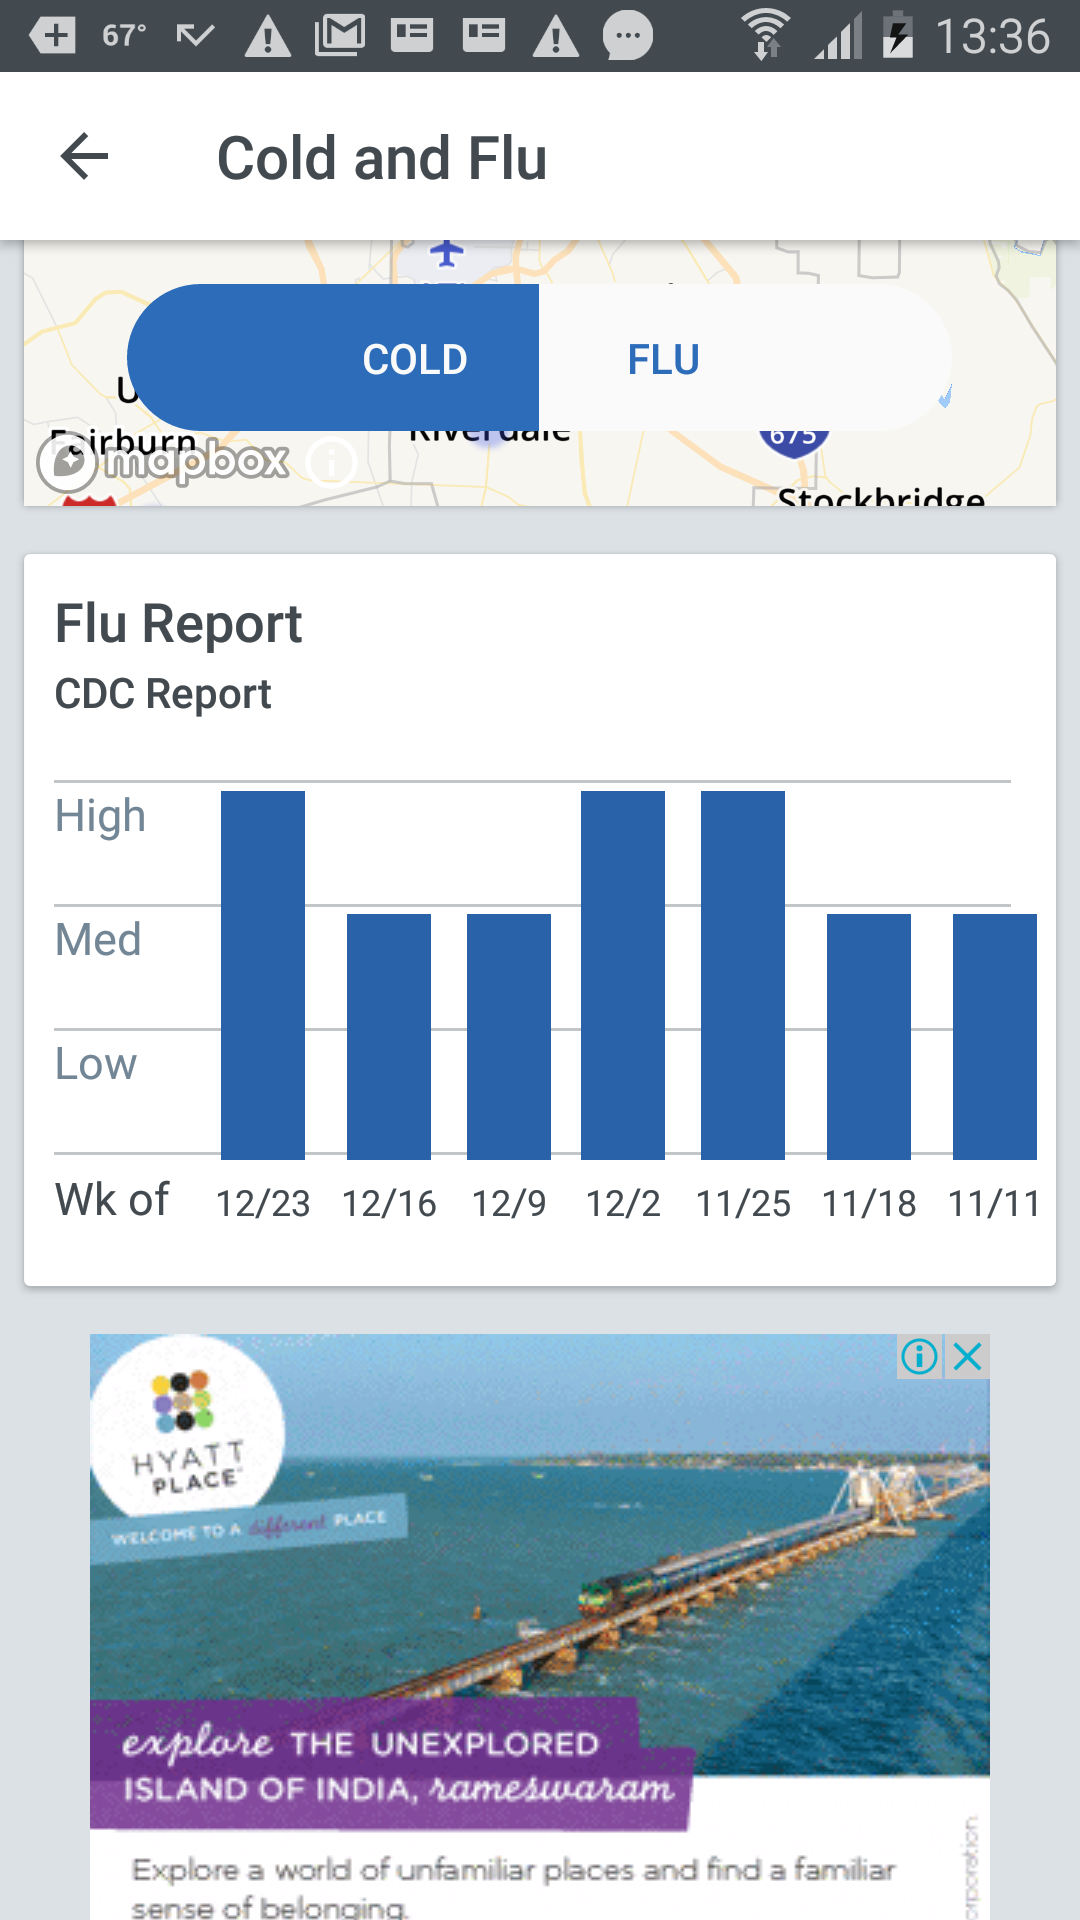 67° 13:36
Cold and Flu
COLD FLU
Fairburn
Riverdale
mapbox
675
Stockbridge
Flu Report
CDC Report
High
Med
Low
Wk of 12/23 12/16 12/9 12/2 11/25 11/18 11/11
HYATT
PLACE
WELCOME TO A different PLACE
explore THE UNEXPLORED
ISLAND OF INDIA, rameswaram
Explore a world of unfamiliar places and find a familiar
sense of belonging.
orporation.